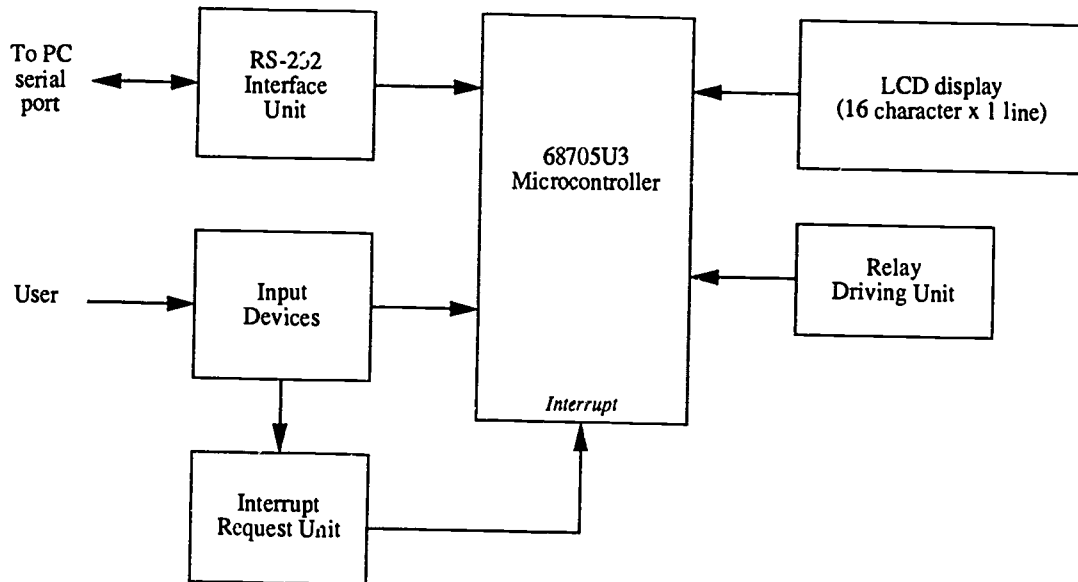 To PC
serial
port
RS-232
Interface
Unit
68705U3
Microcontroller
LCD display
(16 character x 1 line)
User
Input
Devices
Relay
Driving Unit
Interrupt
Interrupt
Request Unit